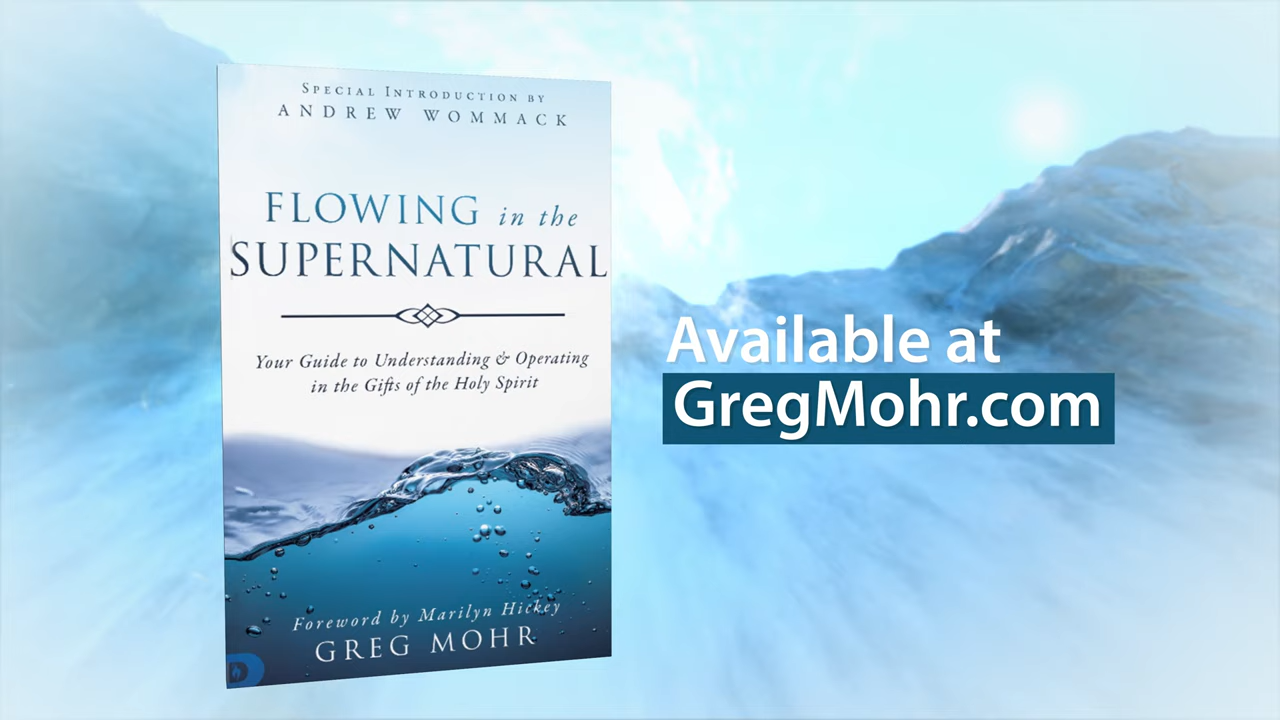 SPECIAL INTRODUCTION BY
ANDREW WOMMACK
FLOWING in the
SUPERNATURAL
Your Guide to Understanding & Operating
in the Gifts of the Holy Spirit
Foreword by Marilyn Hickey
GREG MOHR
D
Available at
GregMohr.com